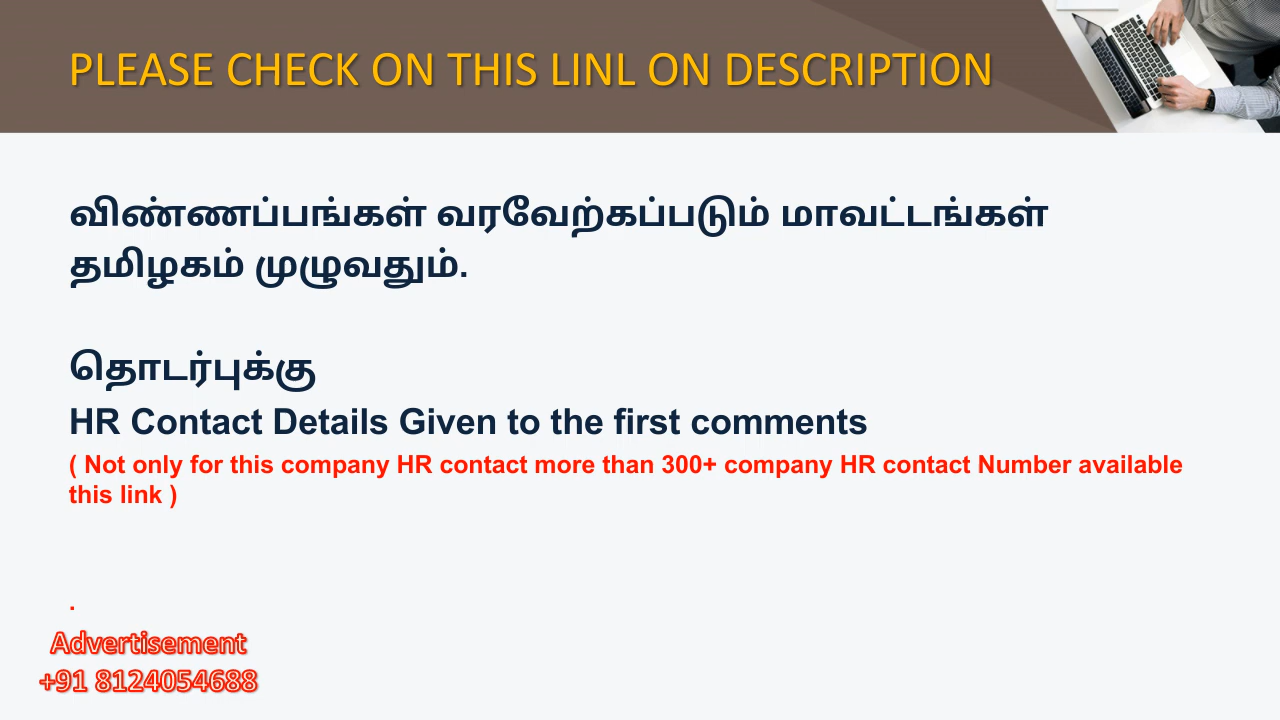 PLEASE CHECK ON THIS LINL ON DESCRIPTION
விண்ணப்பங்கள் வரவேற்கப்படும் மாவட்டங்கள்
தமிழகம் முழுவதும்.
தொடர்புக்கு
HR Contact Details Given to the first comments
( Not only for this company HR contact more than 300+ company HR contact Number available
this link )
.
Advertisement
+91 8124054688